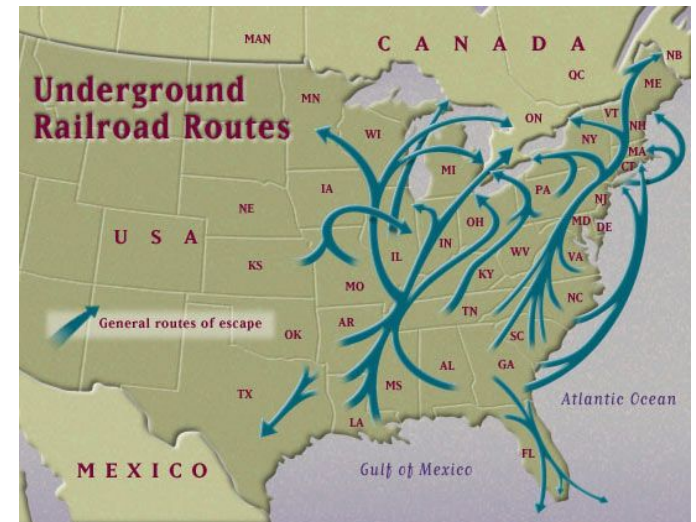 MAN
C A N A D A
NB
QC
ME
Underground
Railroad Routes
MN
ON
VT
NH
WI
NY
MA
CT
MI
IA
PA
NJ
NE
OH
MD
DE
U S A
IL
IN
WV
VA
KS
KY
MO
NC
TN
General routes of escape
AR
SC
OK
GA
AL
MS
TX
Atlantic Ocean
LA
FL
MEXICO
Gulf of Mexico